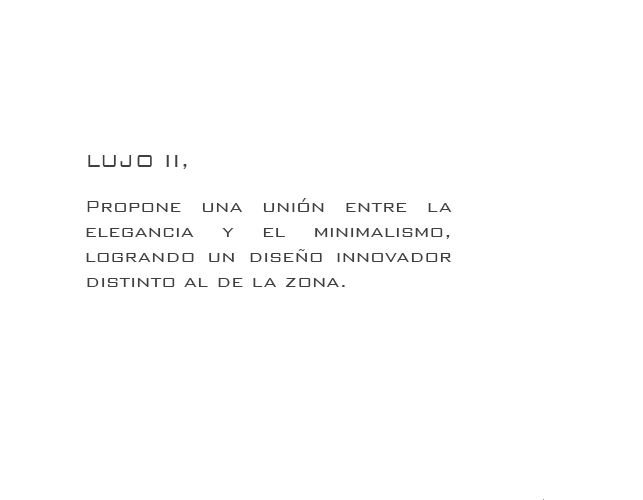 LUJO II,
PROPONE UNA UNIÓN ENTRE LA
ELEGANCIA Y EL MINIMALISMO,
LOGRANDO UN DISEÑO INNOVADOR
DISTINTO AL DE LA ZONA.